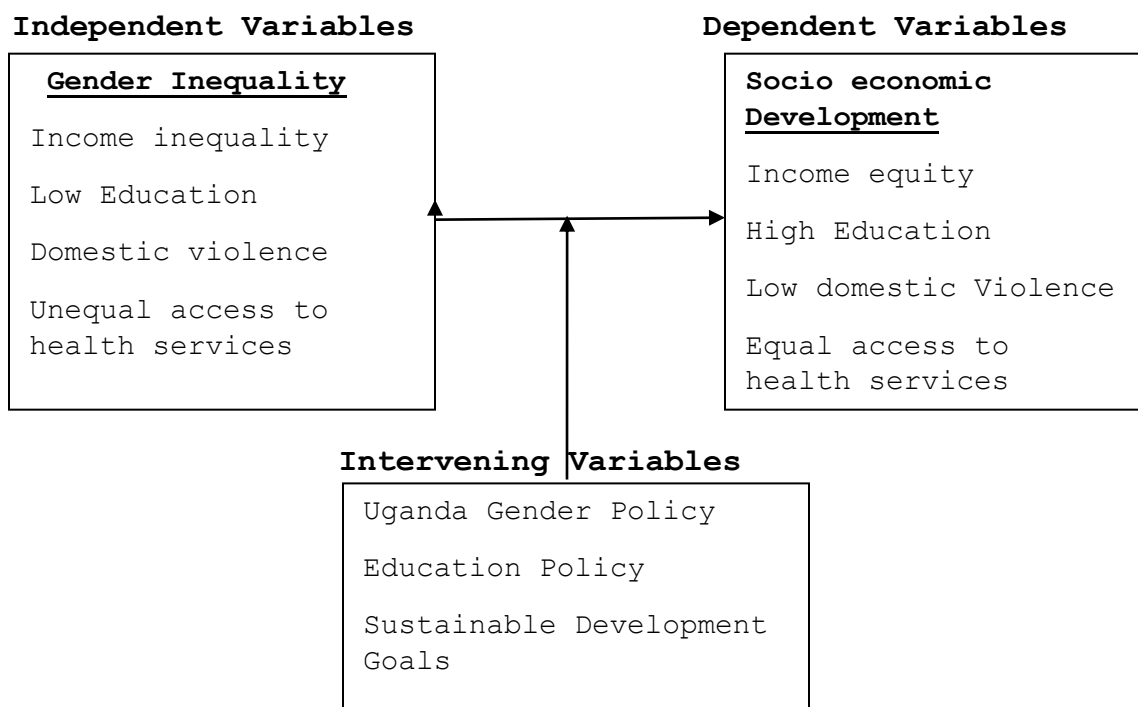 Independent Variables
Dependent Variables
Gender Inequality
Income inequality
Low Education
Domestic violence
Unequal access to
health services
Socio economic
Development
Income equity
High Education
Low domestic Violence
Equal access to
health services
Intervening Variables
Uganda Gender Policy
Education Policy
Sustainable Development
Goals